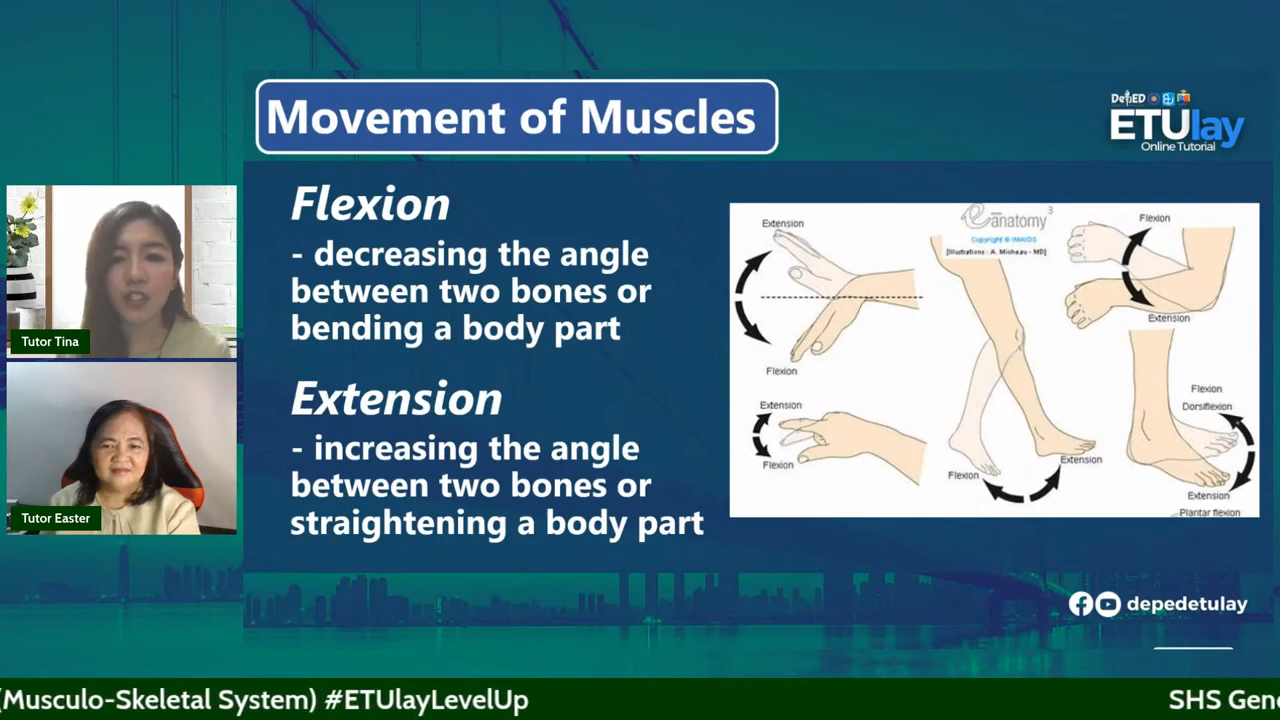 Movement of Muscles
DepED
ETUlay
Online Tutorial
Flexion
- decreasing the angle
between two bones or
bending a body part
Extension
- increasing the angle
between two bones or
straightening a body part
Extension
Flexion
Extension
Flexion
anatomy
Copyright © IMAIOS
[Illustrations : A. Micheau - MD]
Flexion
Extension
Flexion
Extension
Flexion
Dorsiflexion
Extension
Plantar flexion
Tutor Tina
Tutor Easter
depedetulay
(Musculo-Skeletal System) #ETUlayLevelUp
SHS Gene